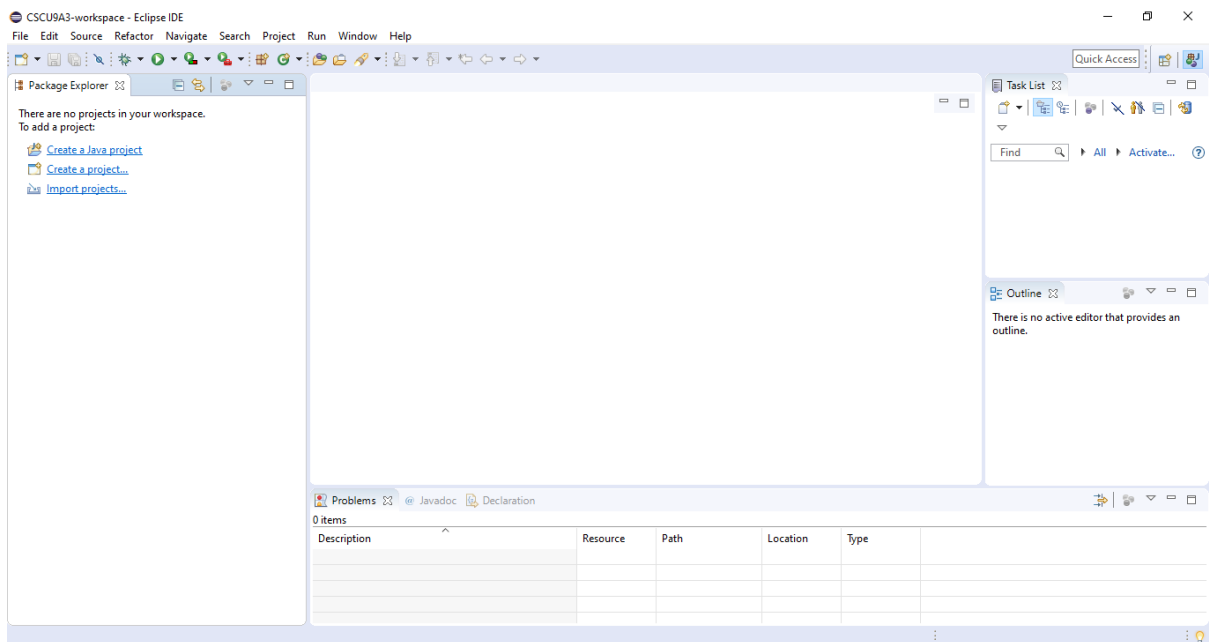 CSCU9A3-workspace - Eclipse IDE
File Edit Source Refactor Navigate Search Project Run Window Help
Quick Access
Package Explorer
There are no projects in your workspace.
To add a project:
Create a Java project
Create a project...
Import projects...
Task List
Find All Activate...
Outline
There is no active editor that provides an
outline.
Problems @ Javadoc Declaration
0 items
Description Resource Path Location Type